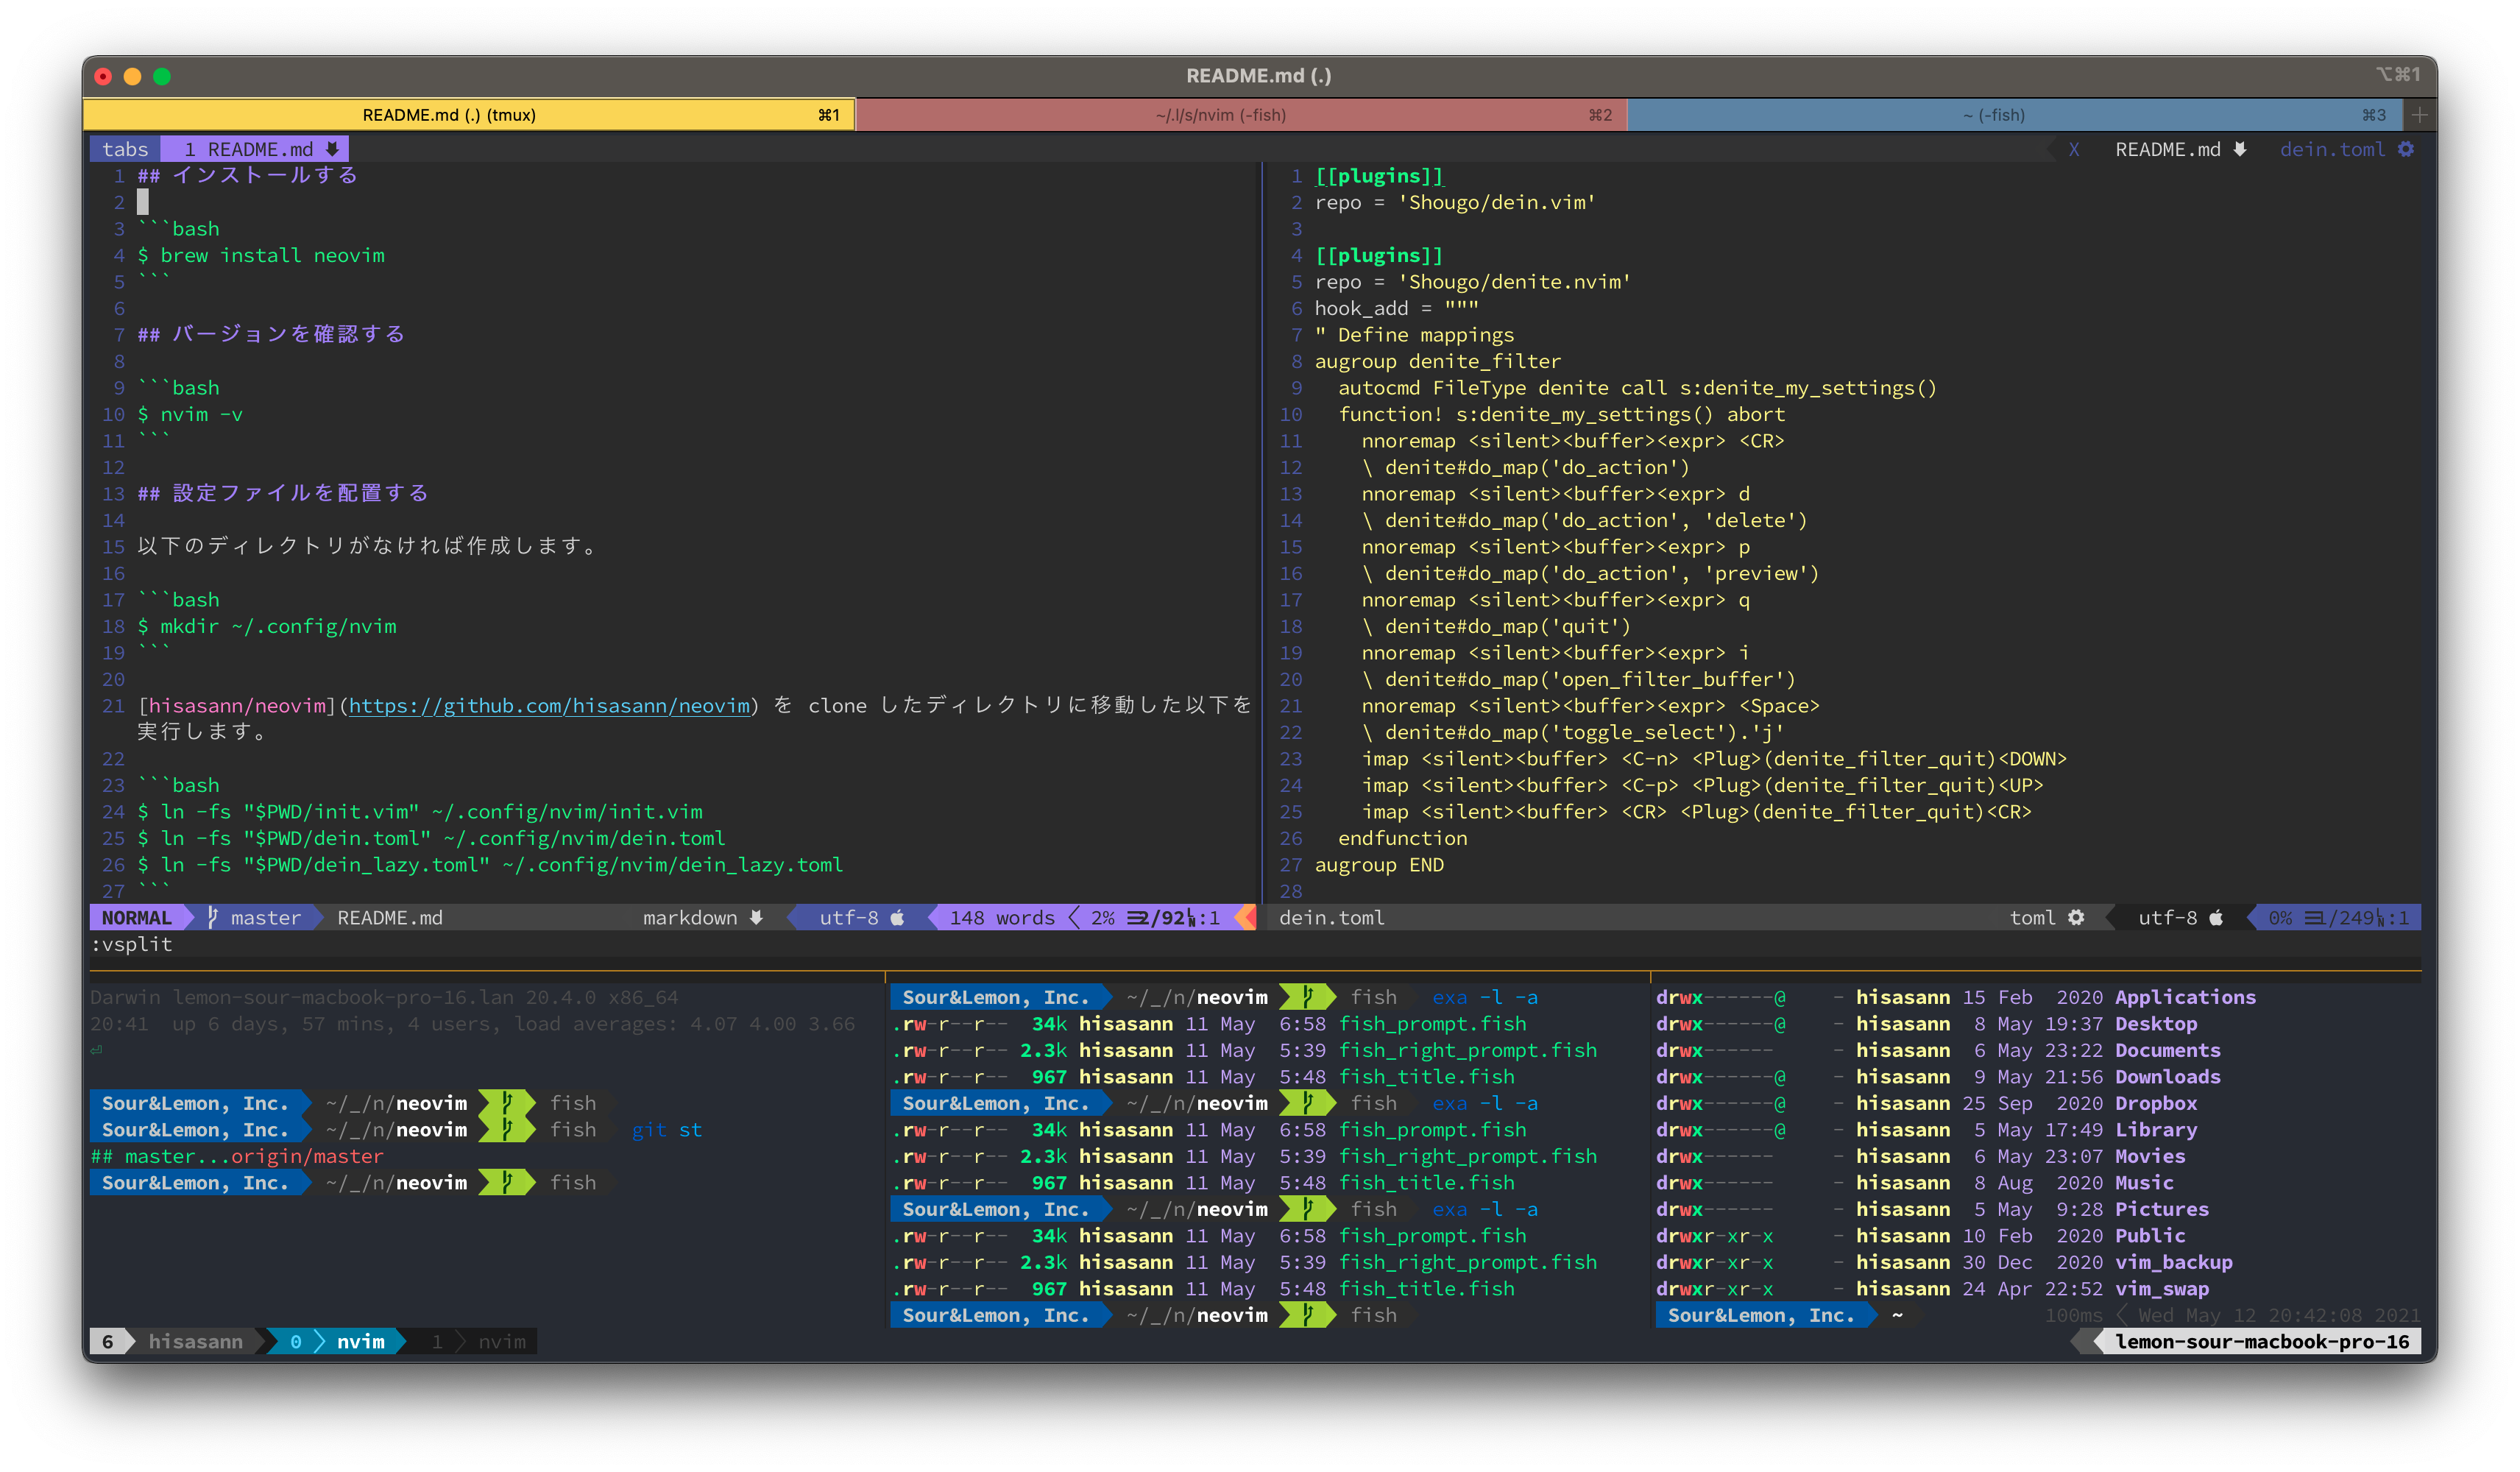 README.md (.)
⌥⌘1
README.md (.) (tmux) ⌘1
~/.l/s/nvim (-fish) ⌘2
~ (-fish) ⌘3
tabs 1 README.md
X README.md dein.toml
1 ## インストールする
2
3 ```bash
4 $ brew install neovim
5 ```
6
7 ## バージョンを確認する
8
9 ```bash
10 $ nvim -v
11 ```
12
13 ## 設定ファイルを配置する
14
15 以下のディレクトリがなければ作成します。
16
17 ```bash
18 $ mkdir ~/.config/nvim
19 ```
20
21 [hisasann/neovim](https://github.com/hisasann/neovim) を clone したディレクトリに移動した以下を
実行します。
22
23 ```bash
24 $ ln -fs "$PWD/init.vim" ~/.config/nvim/init.vim
25 $ ln -fs "$PWD/dein.toml" ~/.config/nvim/dein.toml
26 $ ln -fs "$PWD/dein_lazy.toml" ~/.config/nvim/dein_lazy.toml
27 ```
NORMAL master README.md markdown utf-8 148 words 2% 2/92:1
:vsplit
1 [[plugins]]
2 repo = 'Shougo/dein.vim'
3
4 [[plugins]]
5 repo = 'Shougo/denite.nvim'
6 hook_add = """
7 " Define mappings
8 augroup denite_filter
9 autocmd FileType denite call s:denite_my_settings()
10 function! s:denite_my_settings() abort
11 nnoremap <silent><buffer><expr> <CR>
12 \ denite#do_map('do_action')
13 nnoremap <silent><buffer><expr> d
14 \ denite#do_map('do_action', 'delete')
15 nnoremap <silent><buffer><expr> p
16 \ denite#do_map('do_action', 'preview')
17 nnoremap <silent><buffer><expr> q
18 \ denite#do_map('quit')
19 nnoremap <silent><buffer><expr> i
20 \ denite#do_map('open_filter_buffer')
21 nnoremap <silent><buffer><expr> <Space>
22 \ denite#do_map('toggle_select').'j'
23 imap <silent><buffer> <C-n> <Plug>(denite_filter_quit)<DOWN>
24 imap <silent><buffer> <C-p> <Plug>(denite_filter_quit)<UP>
25 imap <silent><buffer> <CR> <Plug>(denite_filter_quit)<CR>
26 endfunction
27 augroup END
28
dein.toml toml utf-8 0% 1/249:1
Darwin lemon-sour-macbook-pro-16.lan 20.4.0 x86_64
20:41 up 6 days, 57 mins, 4 users, load averages: 4.07 4.00 3.66
⏎
Sour&Lemon, Inc. ~/_/n/neovim fish
Sour&Lemon, Inc. ~/_/n/neovim fish git st
## master...origin/master
Sour&Lemon, Inc. ~/_/n/neovim fish
Sour&Lemon, Inc. ~/_/n/neovim fish exa -l -a
.rw-r--r-- 34k hisasann 11 May 6:58 fish_prompt.fish
.rw-r--r-- 2.3k hisasann 11 May 5:39 fish_right_prompt.fish
.rw-r--r-- 967 hisasann 11 May 5:48 fish_title.fish
Sour&Lemon, Inc. ~/_/n/neovim fish exa -l -a
.rw-r--r-- 34k hisasann 11 May 6:58 fish_prompt.fish
.rw-r--r-- 2.3k hisasann 11 May 5:39 fish_right_prompt.fish
.rw-r--r-- 967 hisasann 11 May 5:48 fish_title.fish
Sour&Lemon, Inc. ~/_/n/neovim fish exa -l -a
.rw-r--r-- 34k hisasann 11 May 6:58 fish_prompt.fish
.rw-r--r-- 2.3k hisasann 11 May 5:39 fish_right_prompt.fish
.rw-r--r-- 967 hisasann 11 May 5:48 fish_title.fish
Sour&Lemon, Inc. ~/_/n/neovim fish
drwx------@ - hisasann 15 Feb 2020 Applications
drwx------@ - hisasann 8 May 19:37 Desktop
drwx------ - hisasann 6 May 23:22 Documents
drwx------@ - hisasann 9 May 21:56 Downloads
drwx------@ - hisasann 25 Sep 2020 Dropbox
drwx------@ - hisasann 5 May 17:49 Library
drwx------ - hisasann 6 May 23:07 Movies
drwx------ - hisasann 8 Aug 2020 Music
drwx------ - hisasann 5 May 9:28 Pictures
drwxr-xr-x - hisasann 10 Feb 2020 Public
drwxr-xr-x - hisasann 30 Dec 2020 vim_backup
drwxr-xr-x - hisasann 24 Apr 22:52 vim_swap
Sour&Lemon, Inc. ~ 100ms Wed May 12 20:42:08 2021
6 hisasann 0 nvim 1 nvim
lemon-sour-macbook-pro-16